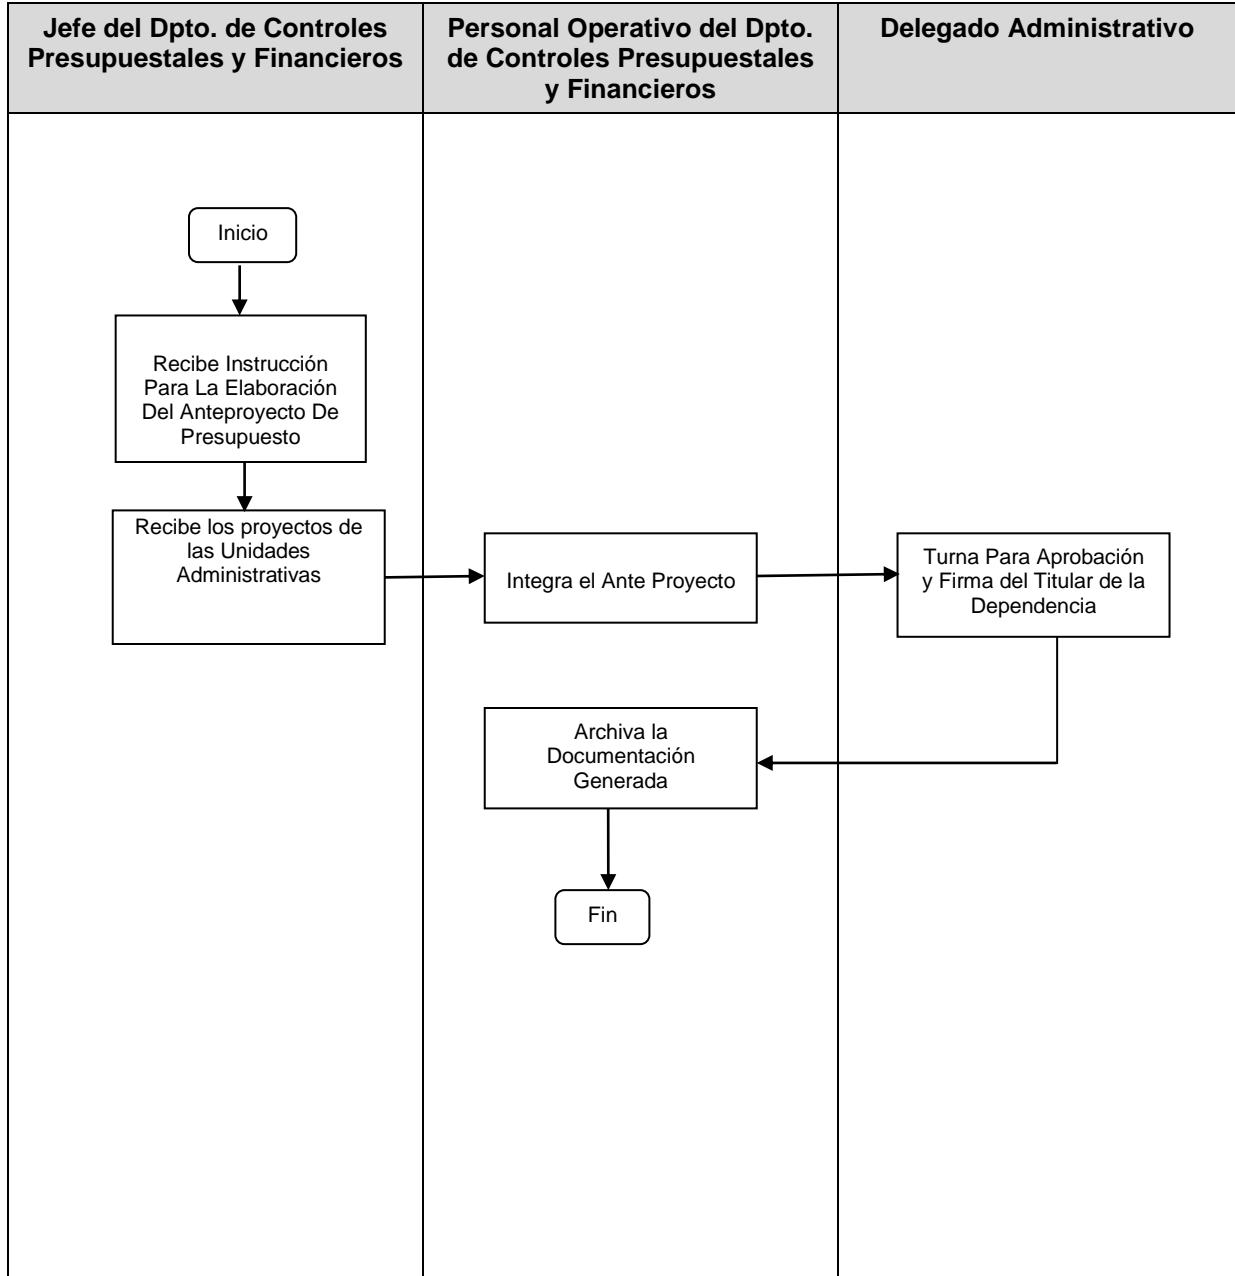 Jefe del Dpto. de Controles
Presupuestales y Financieros
Personal Operativo del Dpto.
de Controles Presupuestales
y Financieros
Delegado Administrativo
Inicio
Recibe Instrucción
Para La Elaboración
Del Anteproyecto De
Presupuesto
Recibe los proyectos de
las Unidades
Administrativas
Integra el Ante Proyecto
Turna Para Aprobación
y Firma del Titular de la
Dependencia
Archiva la
Documentación
Generada
Fin